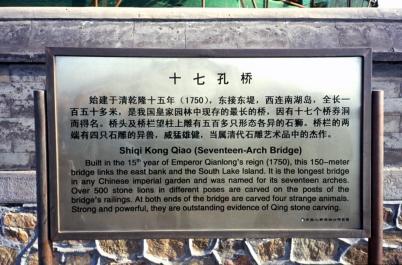 十七孔桥
始建于清乾隆十五年（1750），东接东堤，西连南湖岛，全长一
百五十多米，是我国皇家园林中现存最长的桥，因有十七个桥券洞
而得名。桥头及桥栏望柱上雕有五百多只形态各异的石狮。桥栏的两
端有四只石雕的异兽，威猛雄健，当属清代石雕艺术品中的杰作。
Shiqi Kong Qiao (Seventeen-Arch Bridge)
Built in the 15th year of Emperor Qianlong's reign (1750), this 150-meter
bridge links the east bank and the South Lake Island. It is the longest bridge
in any Chinese imperial garden and was named for its seventeen arches.
Over 500 stone lions in different poses are carved on the posts of the
bridge's railings. At both ends of the bridge are carved four strange animals.
Strong and powerful, they are outstanding evidence of Qing stone carving.